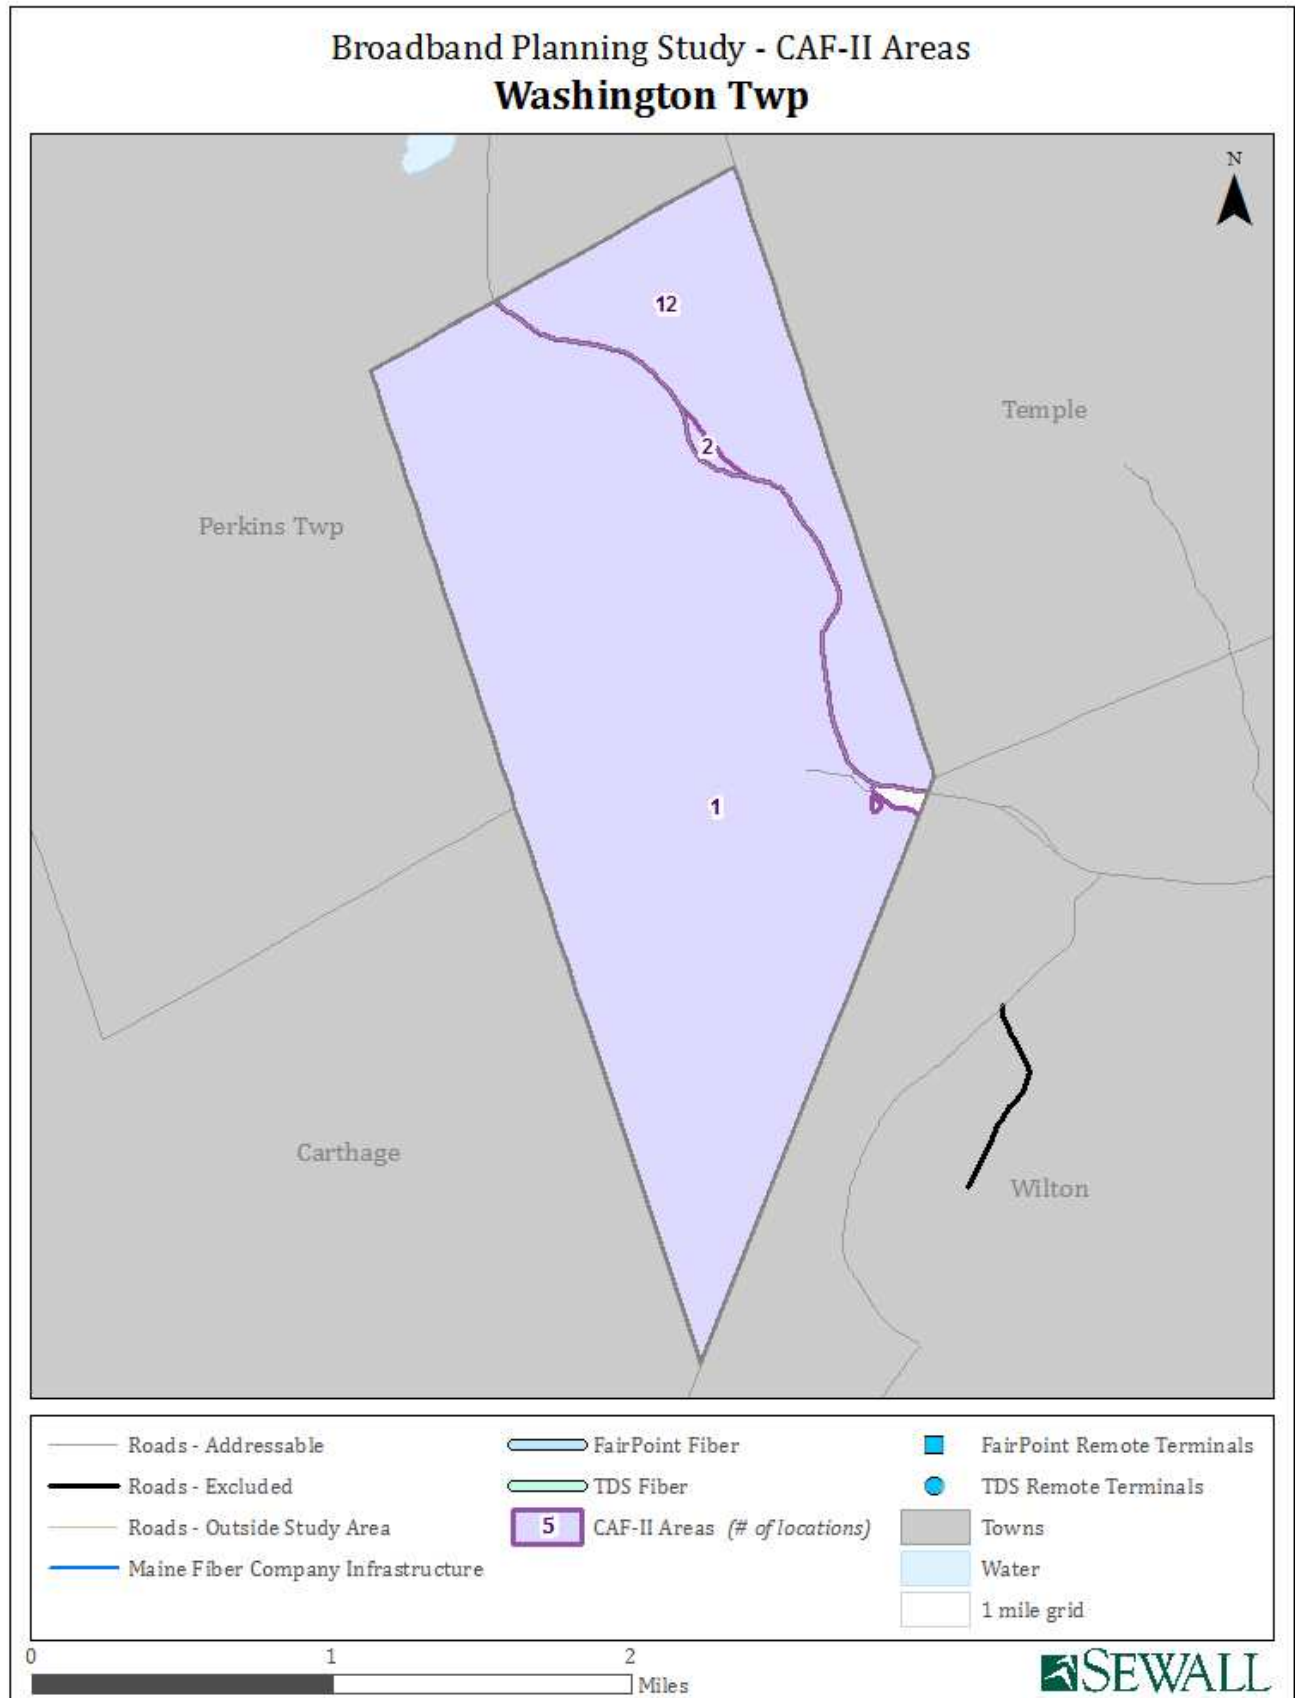 Broadband Planning Study - CAF-II Areas
Washington Twp
N
12
Temple
2
Perkins Twp
1
Carthage
Wilton
Roads - Addressable
Roads - Excluded
Roads - Outside Study Area
Maine Fiber Company Infrastructure
FairPoint Fiber
TDS Fiber
5 CAF-II Areas (# of locations)
FairPoint Remote Terminals
TDS Remote Terminals
Towns
Water
1 mile grid
0 1 2
Miles
SEWALL